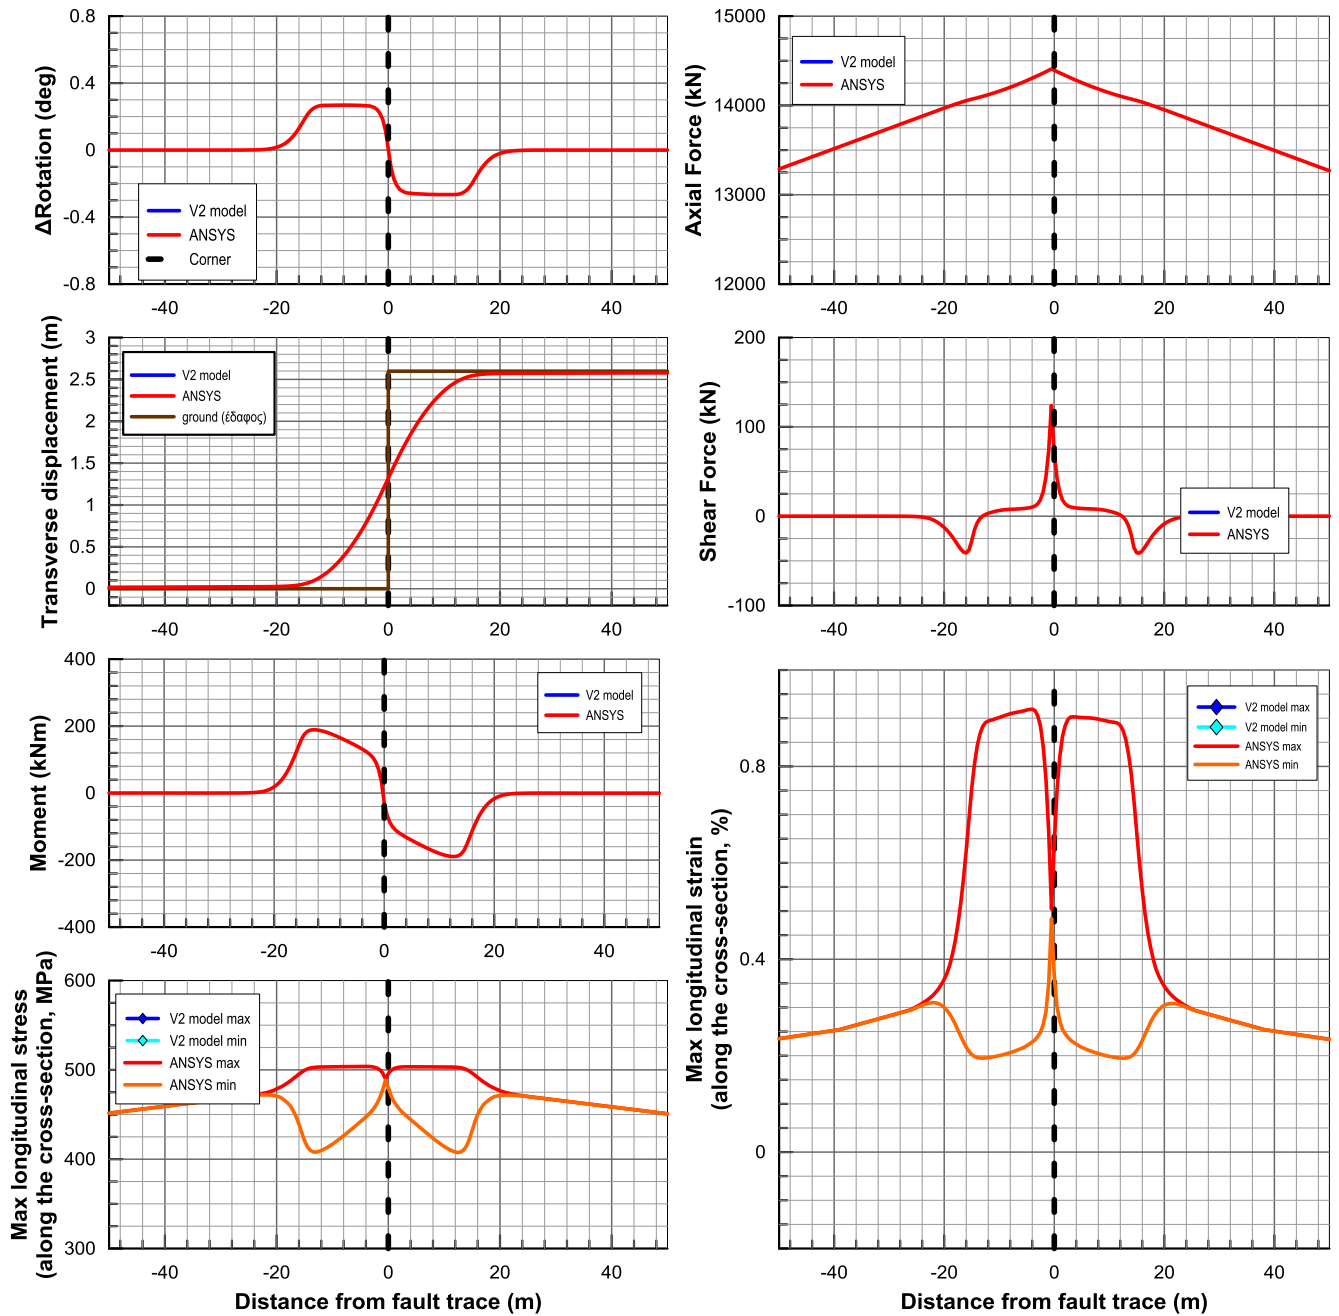 0.8
0.4
0
-0.4
-0.8
ΔRotation (deg)
V2 model
ANSYS
Corner
-40 -20 0 20 40
15000
14000
13000
12000
Axial Force (kN)
V2 model
ANSYS
-40 -20 0 20 40
3
2.5
2
1.5
1
0.5
0
Transverse displacement (m)
V2 model
ANSYS
ground (έδαφος)
-40 -20 0 20 40
200
100
0
-100
Shear Force (kN)
V2 model
ANSYS
-40 -20 0 20 40
400
200
0
-200
-400
Moment (kNm)
V2 model
ANSYS
-40 -20 0 20 40
600
500
400
300
Max longitudinal stress
(along the cross-section, MPa)
V2 model max
V2 model min
ANSYS max
ANSYS min
-40 -20 0 20 40
Distance from fault trace (m)
0.8
0.4
0
Max longitudinal strain
(along the cross-section, %)
V2 model max
V2 model min
ANSYS max
ANSYS min
-40 -20 0 20 40
Distance from fault trace (m)